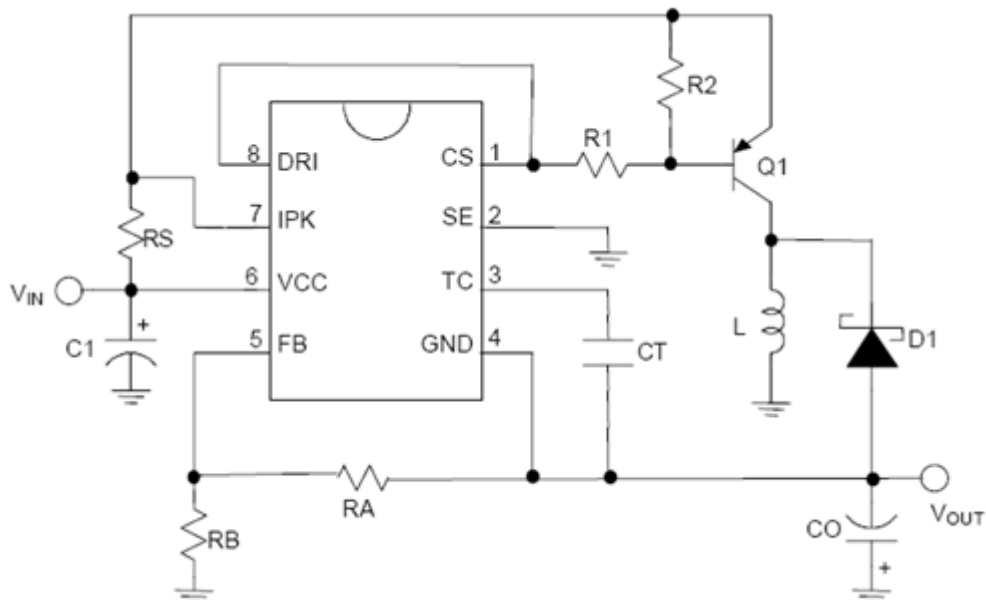 R2
R1
Q1
8 DRI CS 1
7 IPK SE 2
RS
6 VCC TC 3
VIN
C1 +
5 FB GND 4
CT
L
D1
RA
RB
VOUT
CO
+